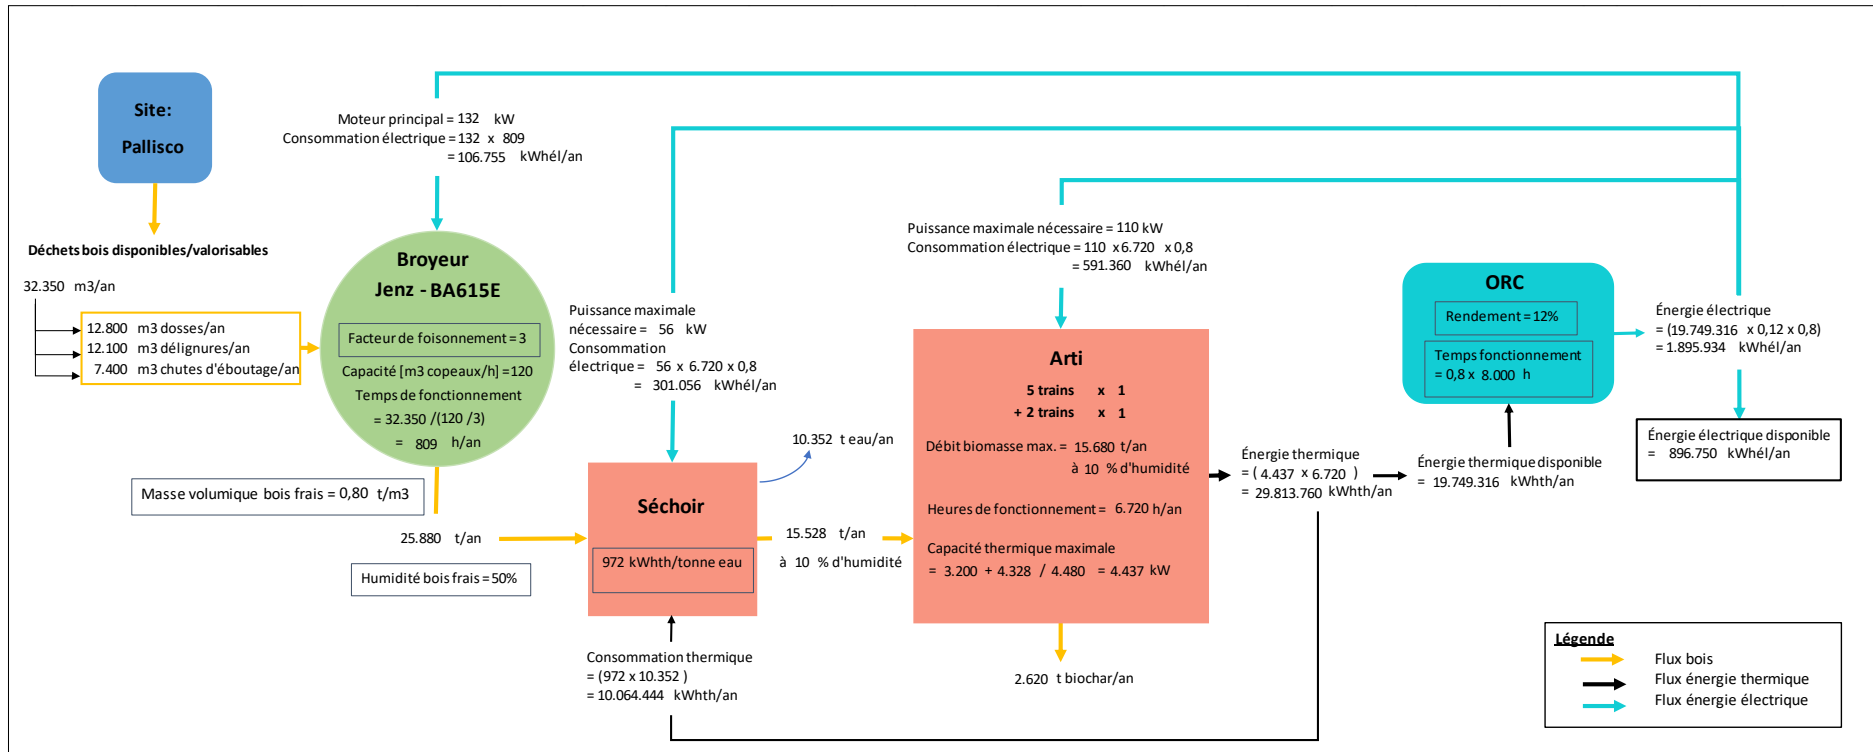 Site:
Pallisco
Déchets bois disponibles/valorisables
32.350 m3/an
12.800 m3 dosses/an
12.100 m3 délignures/an
7.400 m3 chutes d'éboutage/an
Moteur principal = 132 kW
Consommation électrique = 132 x 809
= 106.755 kWhél/an
Broyeur
Jenz - BA615E
Facteur de foisonnement = 3
Capacité [m3 copeaux/h] = 120
Temps de fonctionnement
= 32.350 /(120 /3)
= 809 h/an
Masse volumique bois frais = 0,80 t/m3
25.880 t/an
Humidité bois frais = 50%
Puissance maximale
nécessaire = 56 kW
Consommation
électrique = 56 x 6.720 x 0,8
= 301.056 kWhél/an
10.352 t eau/an
Séchoir
972 kWhth/tonne eau
Consommation thermique
= (972 x 10.352 )
= 10.064.444 kWhth/an
15.528 t/an
à 10 % d'humidité
Puissance maximale nécessaire = 110 kW
Consommation électrique = 110 x 6.720 x 0,8
= 591.360 kWhél/an
Arti
5 trains x 1
+ 2 trains x 1
Débit biomasse max. = 15.680 t/an
à 10 % d'humidité
Heures de fonctionnement = 6.720 h/an
Capacité thermique maximale
= 3.200 + 4.328 / 4.480 = 4.437 kW
2.620 t biochar/an
Énergie thermique
= ( 4.437 x 6.720 )
= 29.813.760 kWhth/an
Énergie thermique disponible
= 19.749.316 kWhth/an
ORC
Rendement = 12%
Temps fonctionnement
= 0,8 x 8.000 h
Énergie électrique
= (19.749.316 x 0,12 x 0,8)
= 1.895.934 kWhél/an
Énergie électrique disponible
= 896.750 kWhél/an
Légende
Flux bois
Flux énergie thermique
Flux énergie électrique